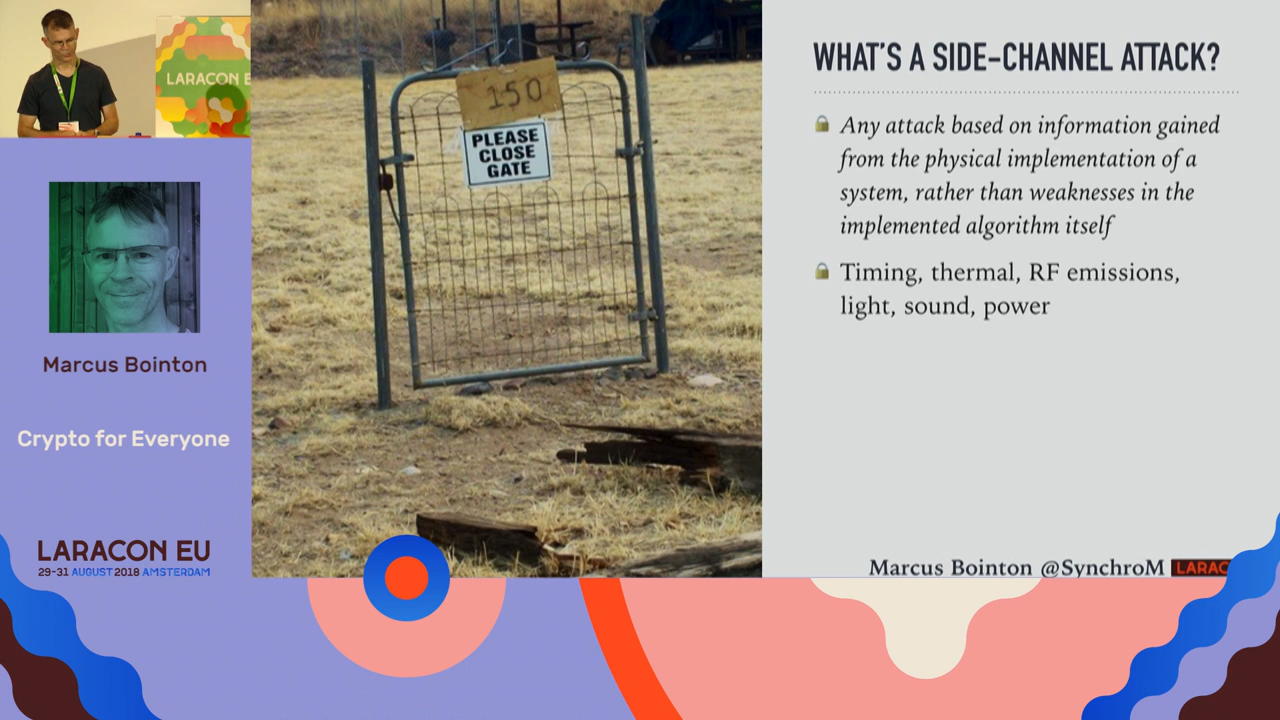 LARACON E
Marcus Bointon
Crypto for Everyone
LARACON EU
29-31 AUGUST 2018 AMSTERDAM
150
PLEASE
CLOSE
GATE
WHAT'S A SIDE-CHANNEL ATTACK?
Any attack based on information gained
from the physical implementation of a
system, rather than weaknesses in the
implemented algorithm itself
Timing, thermal, RF emissions,
light, sound, power
Marcus Bointon @SynchroM LARAC